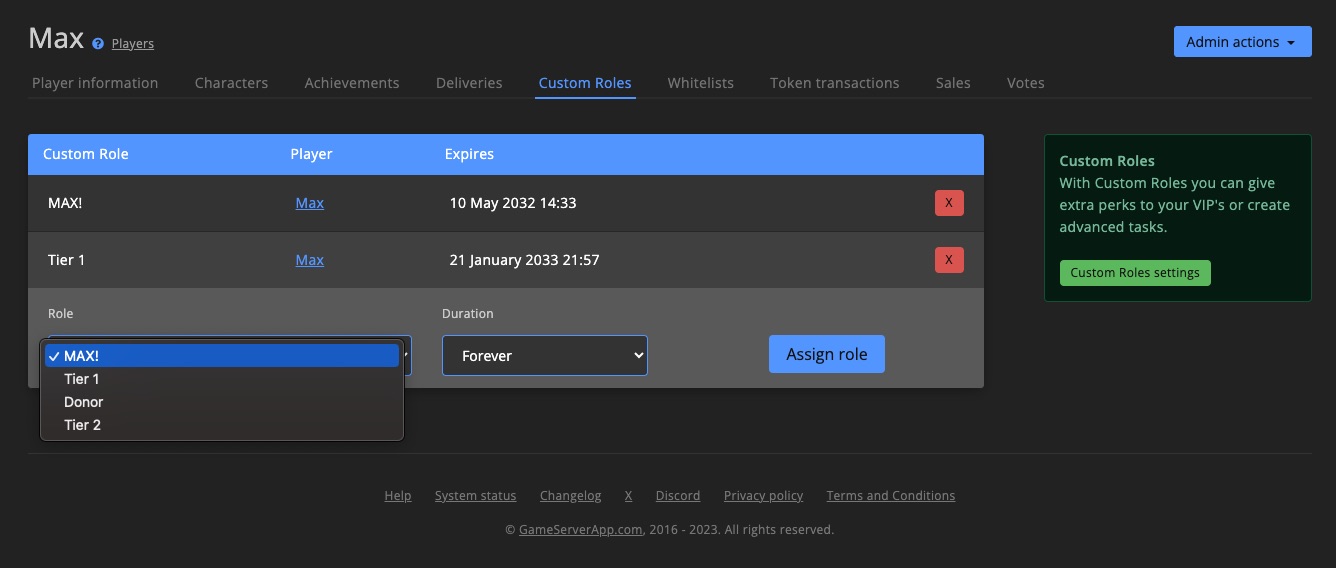 Max ? Players
Admin actions
Player information Characters Achievements Deliveries Custom Roles Whitelists Token transactions Sales Votes
Custom Role Player Expires
MAX! Max 10 May 2032 14:33 X
Tier 1 Max 21 January 2033 21:57 X
Role Duration
Forever Assign role
MAX!
Tier 1
Donor
Tier 2
Custom Roles
With Custom Roles you can give
extra perks to your VIP's or create
advanced tasks.
Custom Roles settings
Help System status Changelog X Discord Privacy policy Terms and Conditions
© GameServerApp.com, 2016 - 2023. All rights reserved.